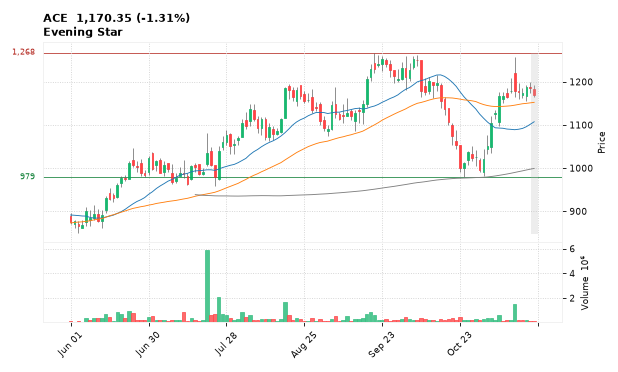 ACE 1,170.35 (-1.31%)
Evening Star
1,268
979
1200
1100
1000
900
Price
6
4
2
Volume 10⁶
Jun 01
Jun 30
Jul 28
Aug 25
Sep 23
Oct 23